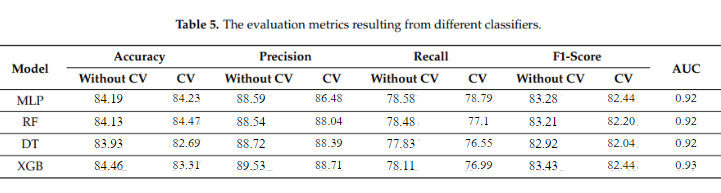 Table 5. The evaluation metrics resulting from different classifiers.
Model Accuracy Precision Recall F1-Score AUC
Without CV CV Without CV CV Without CV CV Without CV CV
MLP 84.19 84.23 88.59 86.48 78.58 78.79 83.28 82.44 0.92
RF 84.13 84.47 88.54 88.04 78.48 77.1 83.21 82.20 0.92
DT 83.93 82.69 88.72 88.39 77.83 76.55 82.92 82.04 0.92
XGB 84.46 83.31 89.53 88.71 78.11 76.99 83.43 82.44 0.93